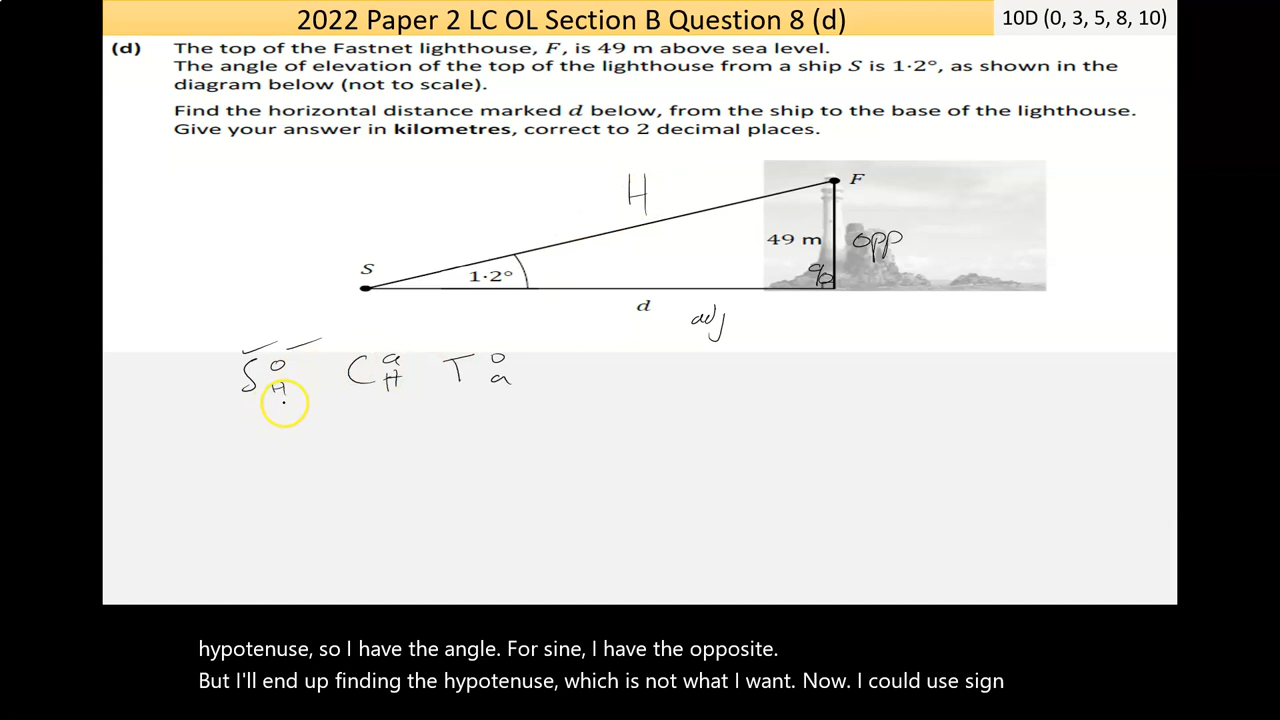 2022 Paper 2 LC OL Section B Question 8 (d)
10D (0, 3, 5, 8, 10)
(d) The top of the Fastnet lighthouse, F, is 49 m above sea level.
The angle of elevation of the top of the lighthouse from a ship S is 1·2°, as shown in the
diagram below (not to scale).
Find the horizontal distance marked d below, from the ship to the base of the lighthouse.
Give your answer in kilometres, correct to 2 decimal places.
H
F
49 m opp
S
1·2°
d
adj
S O/H C a/H T o/a
hypotenuse, so I have the angle. For sine, I have the opposite.
But I'll end up finding the hypotenuse, which is not what I want. Now. I could use sign